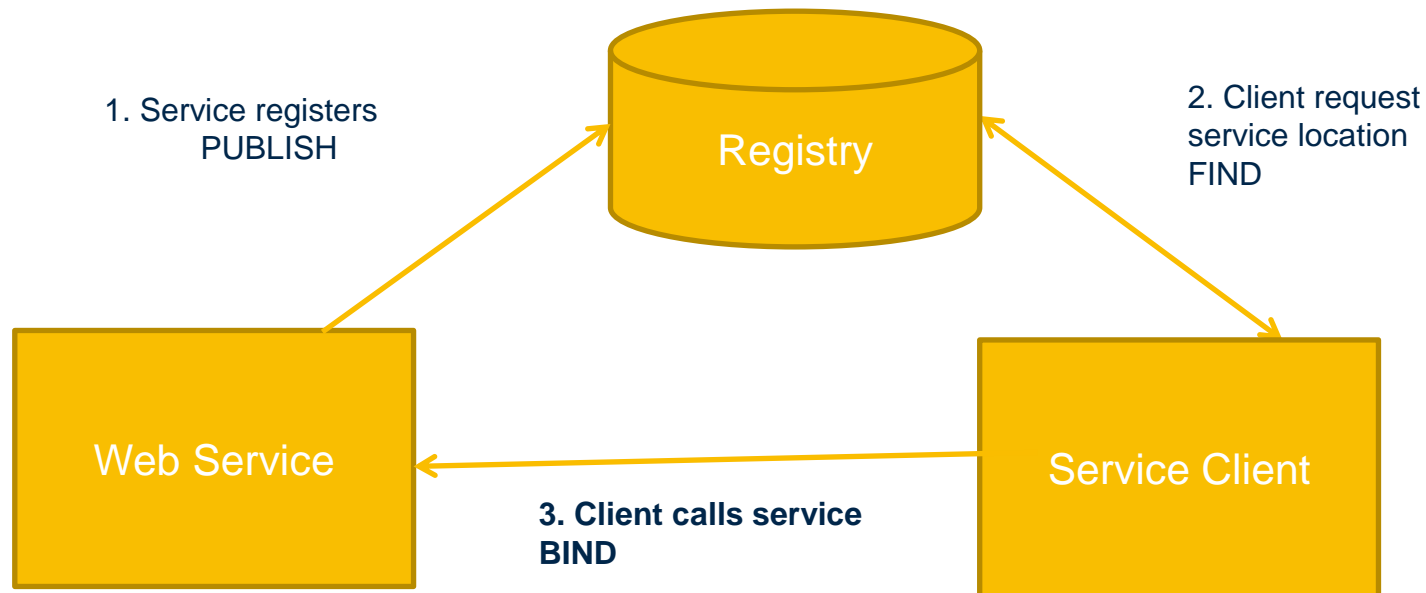 1. Service registers
PUBLISH
Registry
2. Client request
service location
FIND
Web Service
Service Client
3. Client calls service
BIND